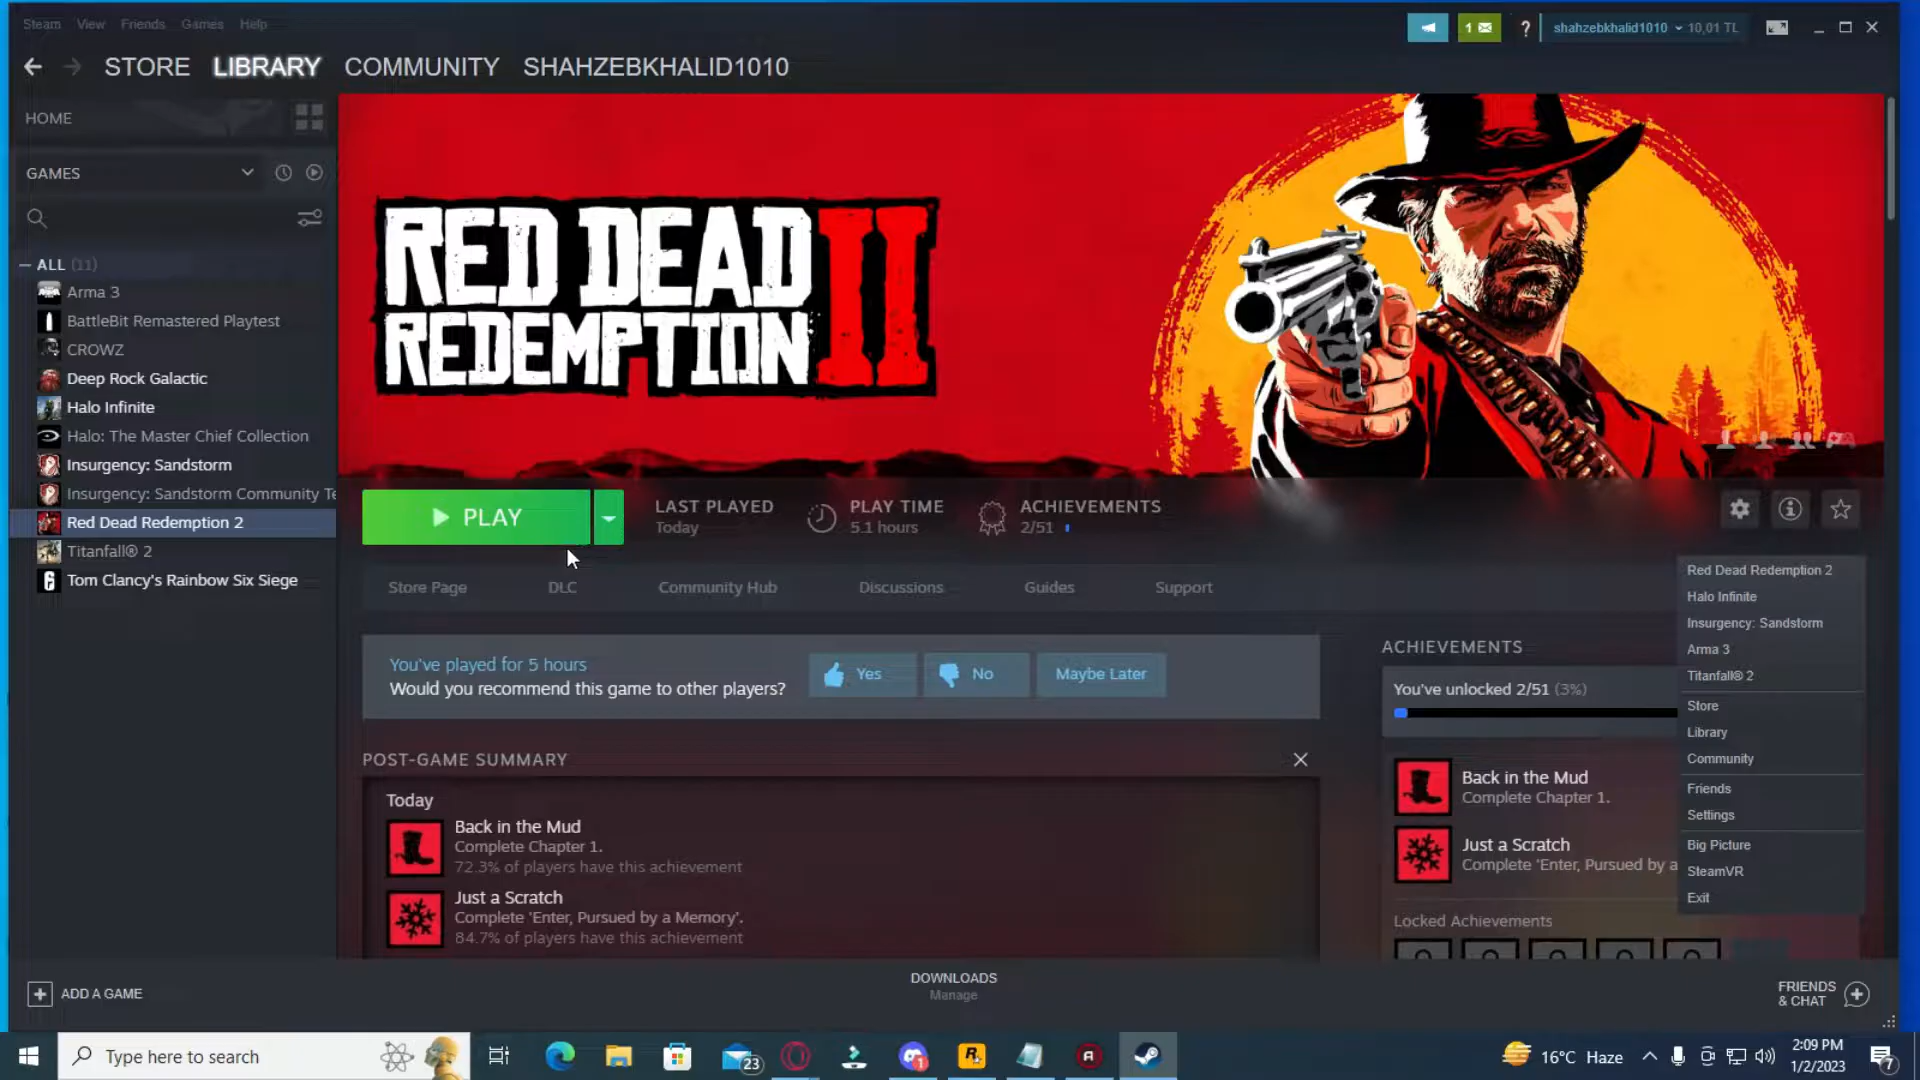 Steam View Friends Games Help
1
?
shahzebkhalid1010 10,01 TL
STORE LIBRARY COMMUNITY SHAHZEBKHALID1010
HOME
GAMES
ALL (11)
Arma 3
BattleBit Remastered Playtest
CROWZ
Deep Rock Galactic
Halo Infinite
Halo: The Master Chief Collection
Insurgency: Sandstorm
Insurgency: Sandstorm Community Te
Red Dead Redemption 2
Titanfall® 2
Tom Clancy's Rainbow Six Siege
RED DEAD
REDEMPTION II
PLAY
LAST PLAYED
Today
PLAY TIME
5.1 hours
ACHIEVEMENTS
2/51
Store Page DLC Community Hub Discussions Guides Support
You've played for 5 hours
Would you recommend this game to other players?
Yes No Maybe Later
POST-GAME SUMMARY
Today
Back in the Mud
Complete Chapter 1.
72.3% of players have this achievement
Just a Scratch
Complete 'Enter, Pursued by a Memory'.
84.7% of players have this achievement
ACHIEVEMENTS
You've unlocked 2/51 (3%)
Back in the Mud
Complete Chapter 1.
Just a Scratch
Complete 'Enter, Pursued by a
Locked Achievements
Red Dead Redemption 2
Halo Infinite
Insurgency: Sandstorm
Arma 3
Titanfall® 2
Store
Library
Community
Friends
Settings
Big Picture
SteamVR
Exit
ADD A GAME
DOWNLOADS
Manage
FRIENDS
& CHAT
Type here to search
23
1
R
A
16°C Haze
2:09 PM
1/2/2023
7